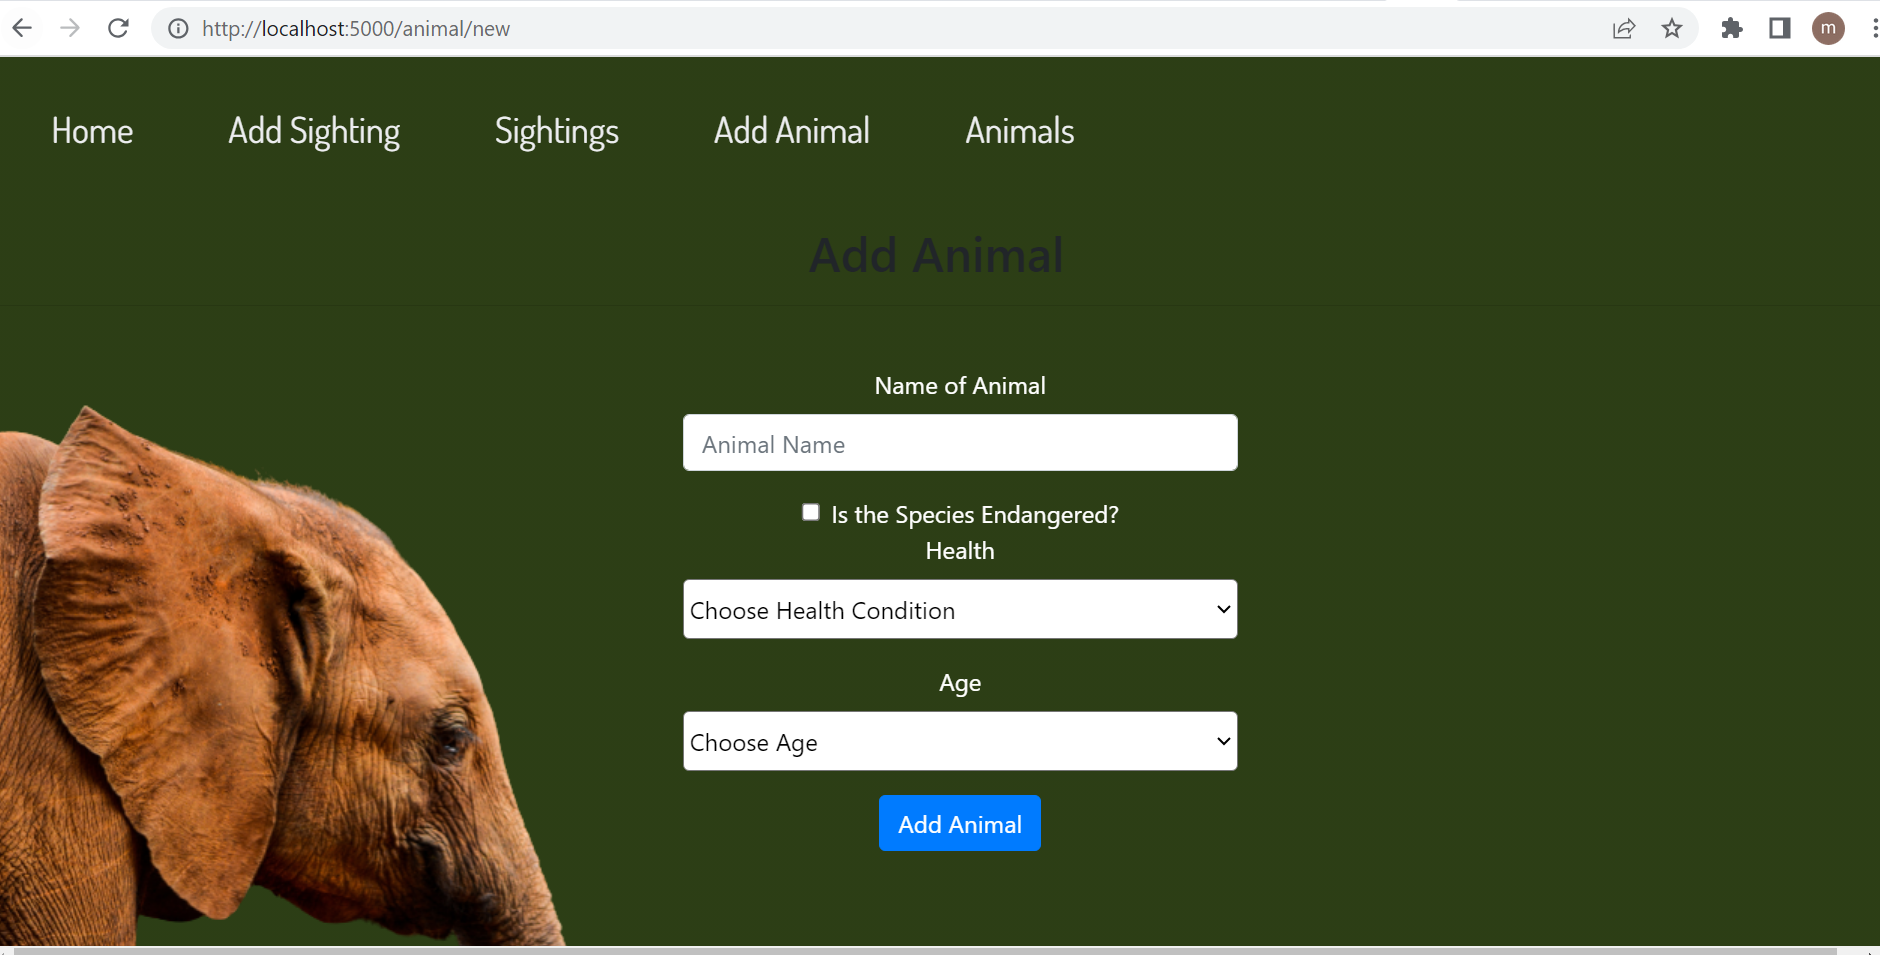 http://localhost:5000/animal/new
m
Home Add Sighting Sightings Add Animal Animals
Add Animal
Name of Animal
Animal Name
Is the Species Endangered?
Health
Choose Health Condition
Age
Choose Age
Add Animal